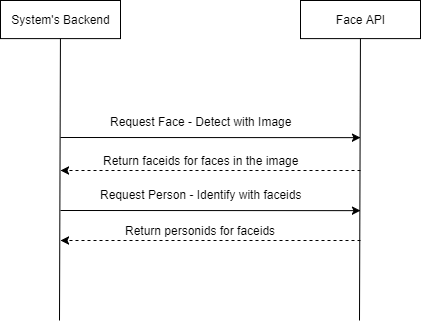 System's Backend
Face API
Request Face - Detect with Image
Return faceids for faces in the image
Request Person - Identify with faceids
Return personids for faceids